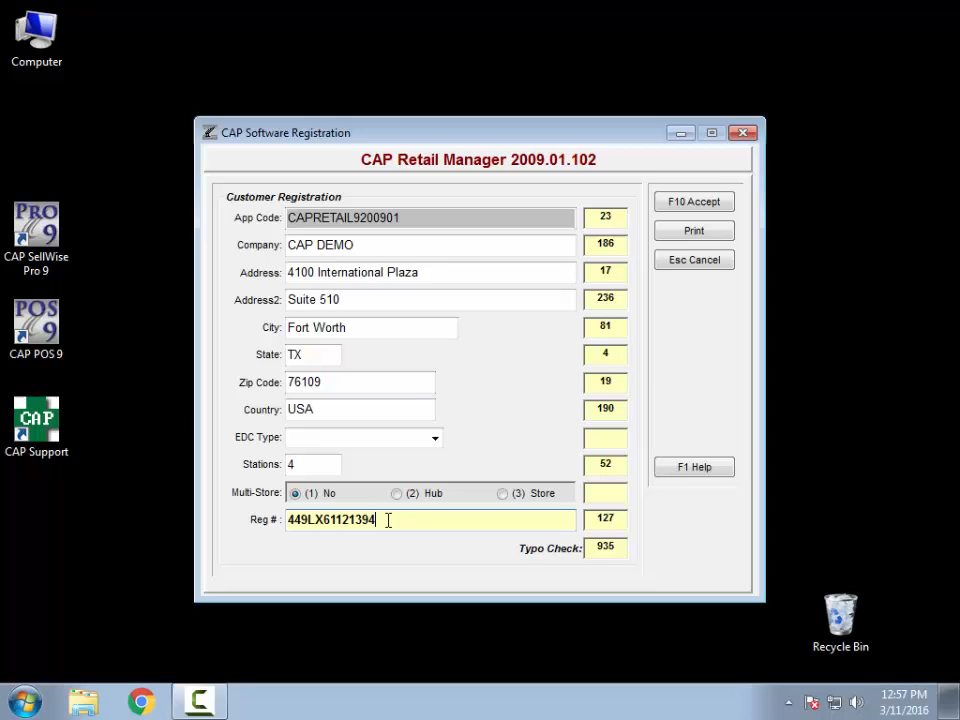 Computer
CAP Software Registration
CAP Retail Manager 2009.01.102
Customer Registration
App Code: CAPRETAIL9200901 23
Company: CAP DEMO 186
Address: 4100 International Plaza 17
Address2: Suite 510 236
City: Fort Worth 81
State: TX 4
Zip Code: 76109 19
Country: USA 190
EDC Type:
Stations: 4 52
Multi-Store: (1) No (2) Hub (3) Store
Reg # : 449LX61121394 127
Typo Check: 935
F10 Accept
Print
Esc Cancel
F1 Help
PRO
9
CAP SellWise
Pro 9
POS
9
CAP POS 9
CAP
CAP Support
Recycle Bin
C
12:57 PM
3/11/2016